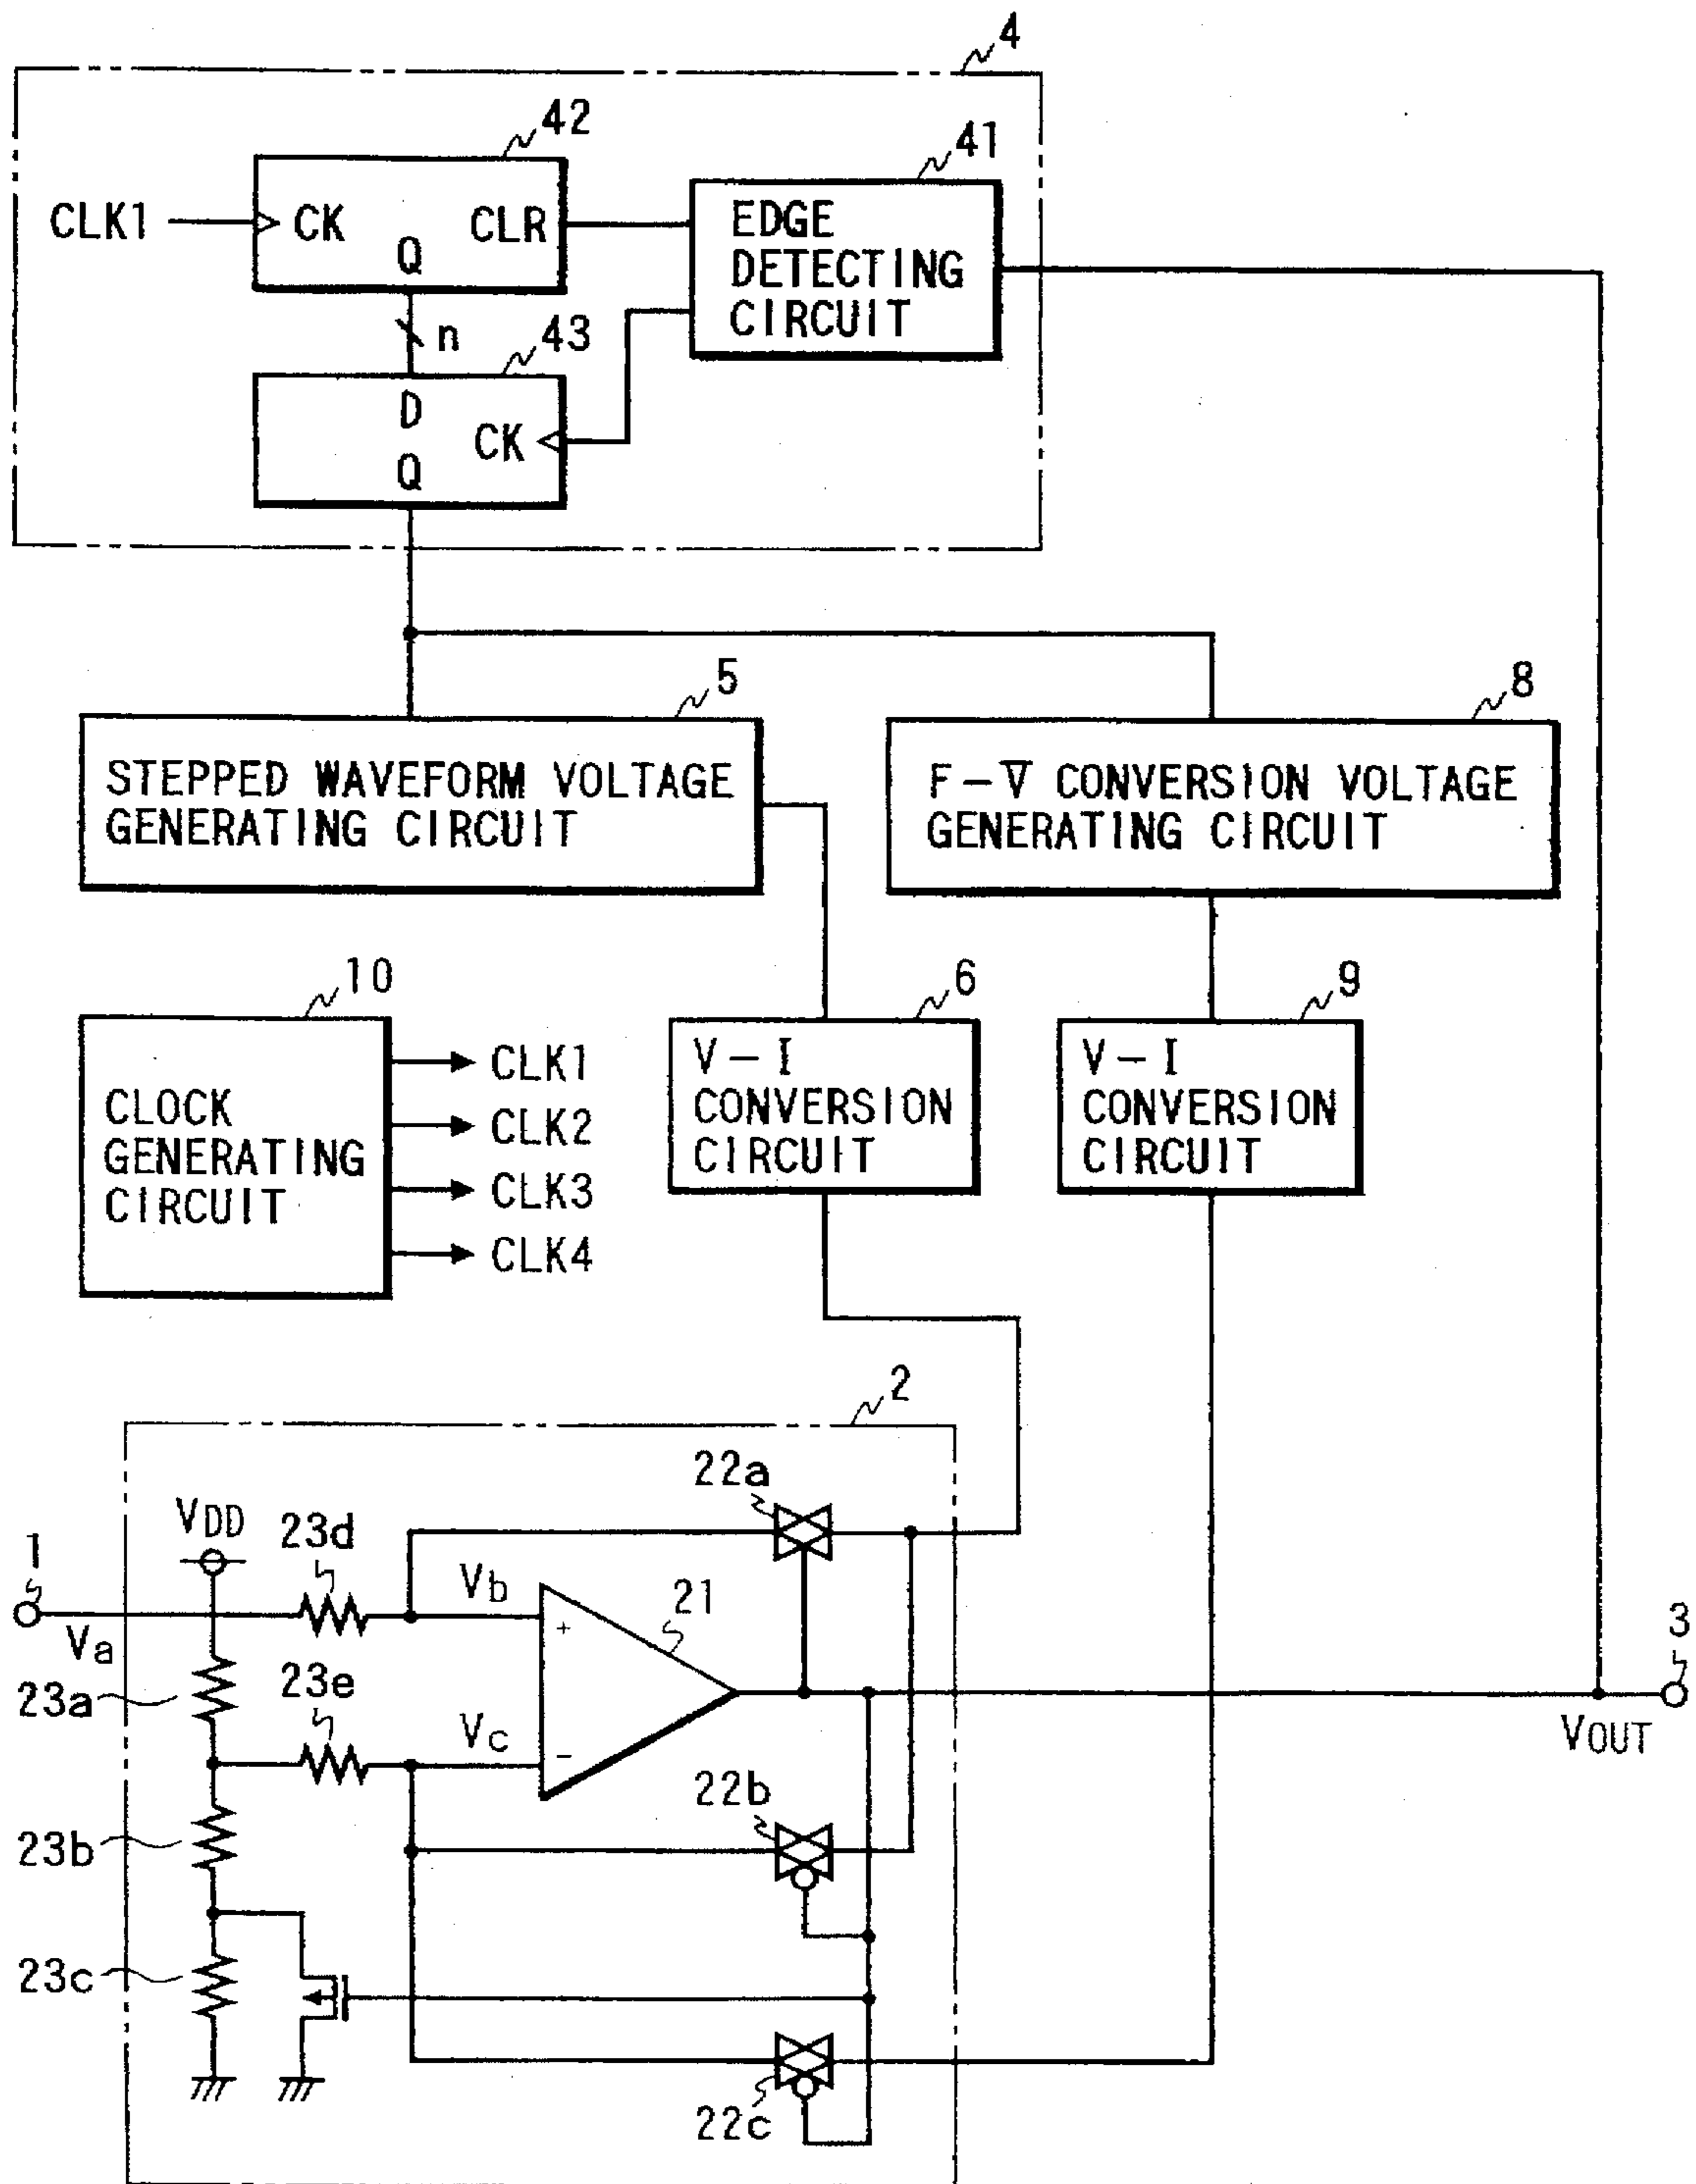 4
42
41
CLK1
CK
CLR
Q
EDGE
DETECTING
CIRCUIT
n
43
D
CK
Q
5
8
STEPPED WAVEFORM VOLTAGE
GENERATING CIRCUIT
F-V CONVERSION VOLTAGE
GENERATING CIRCUIT
10
6
9
CLOCK
GENERATING
CIRCUIT
CLK1
CLK2
CLK3
CLK4
V-I
CONVERSION
CIRCUIT
V-I
CONVERSION
CIRCUIT
2
22a
VDD
23d
1
Vb
21
3
+
Va
23a
23e
Vc
-
VOUT
22b
23b
23c
22c